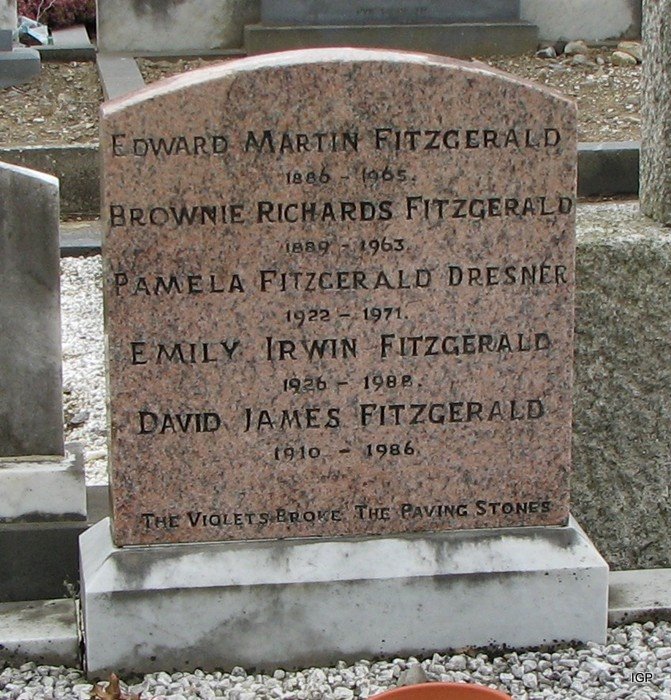 EDWARD MARTIN FITZGERALD
1886 - 1965.
BROWNIE RICHARDS FITZGERALD
1889 - 1963
PAMELA FITZGERALD DRESNER
1922 - 1971.
EMILY IRWIN FITZGERALD
1926 - 1988.
DAVID JAMES FITZGERALD
1910 - 1986
THE VIOLETS BROKE THE PAVING STONES
IGP